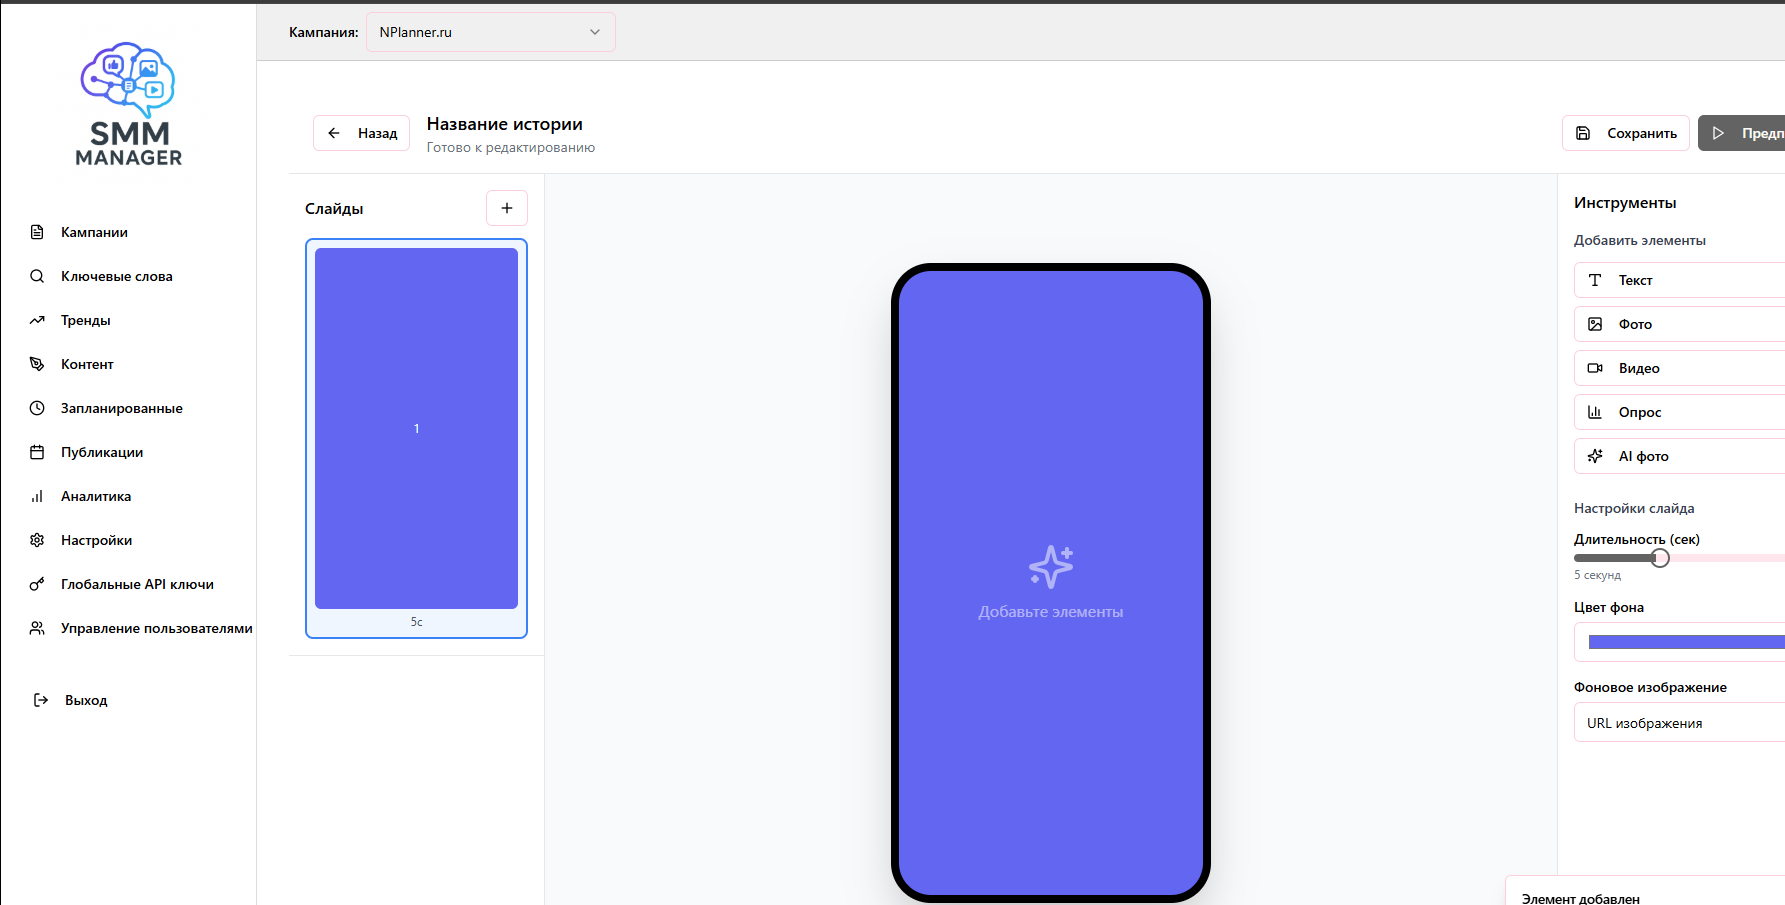 SMM
MANAGER
Кампании
Ключевые слова
Тренды
Контент
Запланированные
Публикации
Аналитика
Настройки
Глобальные API ключи
Управление пользователями
Выход
Кампания:
NPlanner.ru
Назад
Название истории
Готово к редактированию
Сохранить
Предп
Слайды
1
5с
Добавьте элементы
Инструменты
Добавить элементы
Текст
Фото
Видео
Опрос
AI фото
Настройки слайда
Длительность (сек)
5 секунд
Цвет фона
Фоновое изображение
URL изображения
Элемент добавлен